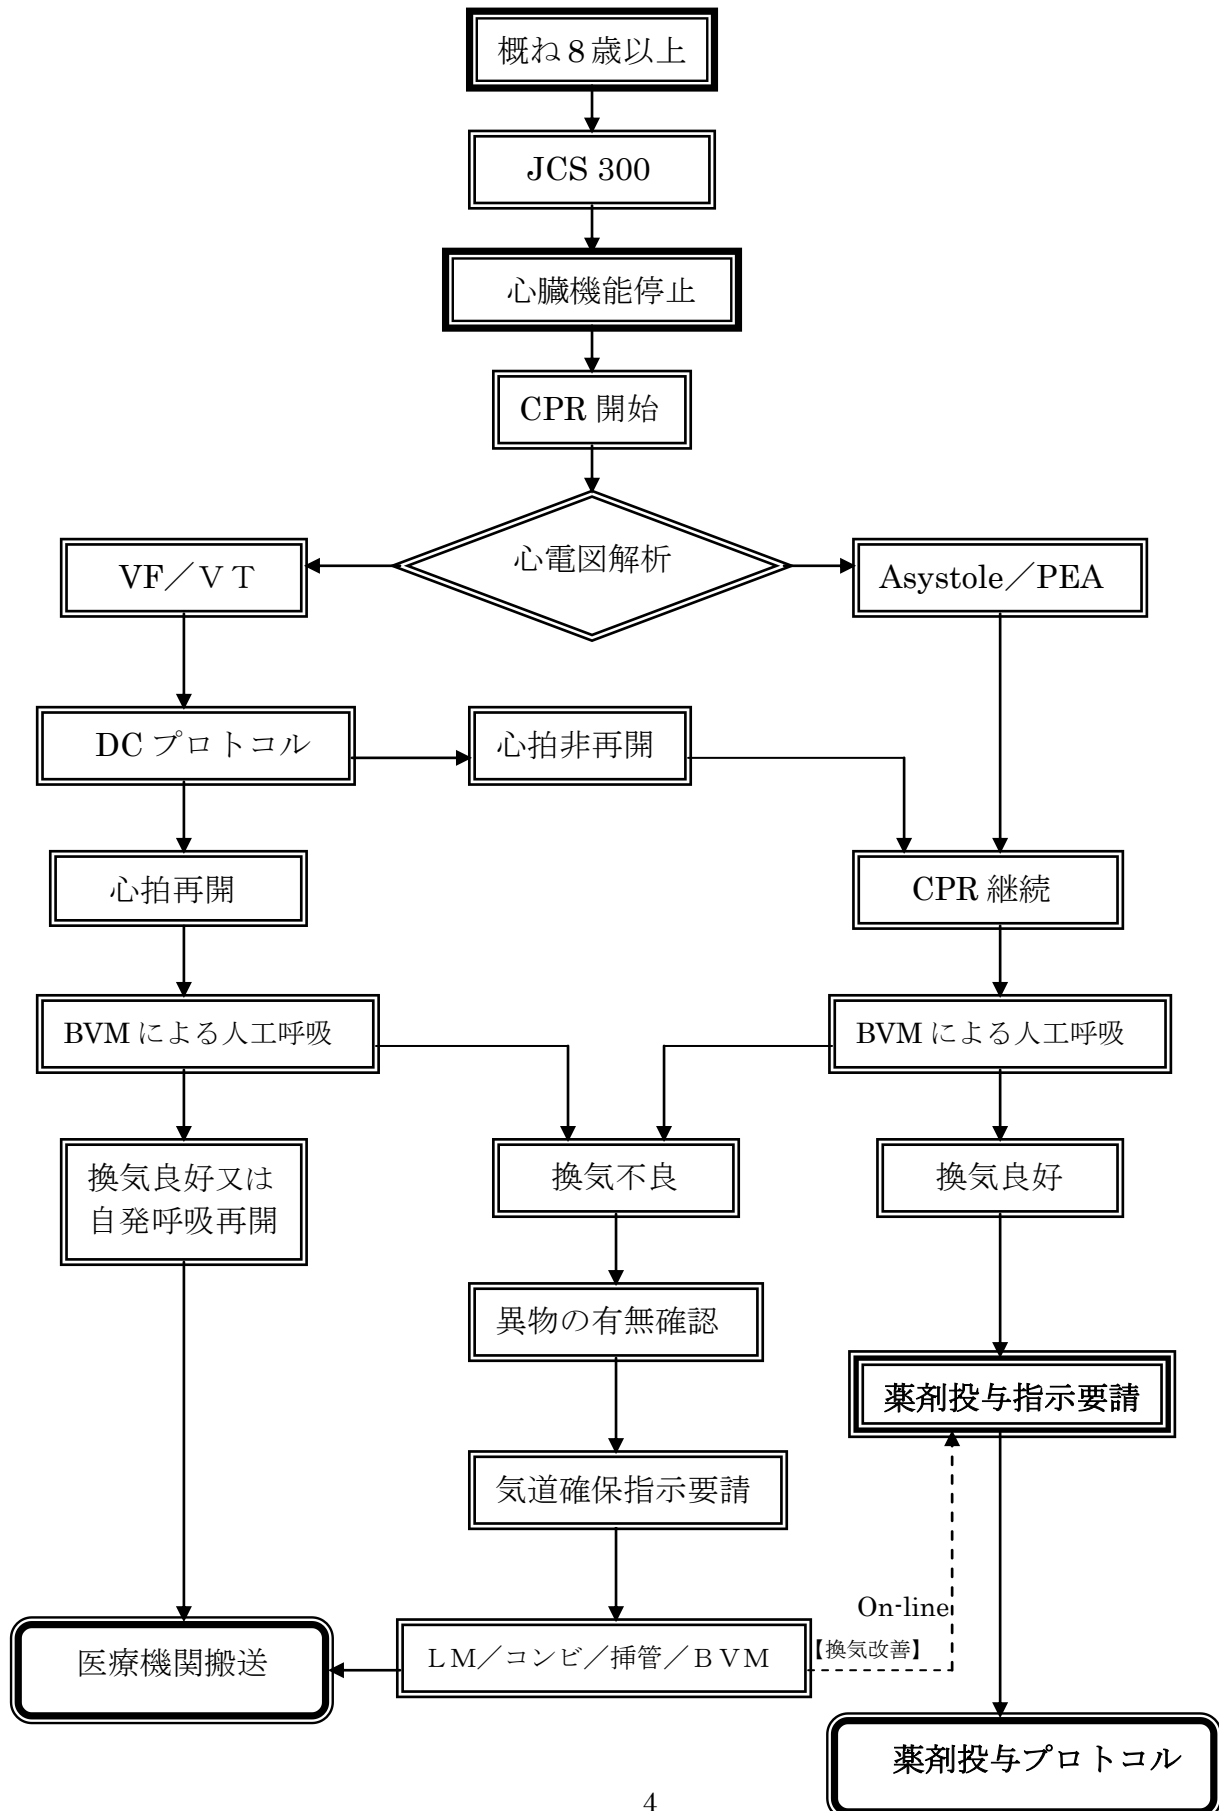 概ね８歳以上
JCS 300
心臓機能停止
CPR 開始
心電図解析
VF／ＶＴ
Asystole／PEA
DC プロトコル
心拍非再開
心拍再開
CPR 継続
BVM による人工呼吸
BVM による人工呼吸
換気良好又は
自発呼吸再開
換気不良
換気良好
異物の有無確認
薬剤投与指示要請
気道確保指示要請
On-line
【換気改善】
医療機関搬送
ＬＭ／コンビ／挿管／ＢＶＭ
薬剤投与プロトコル
4